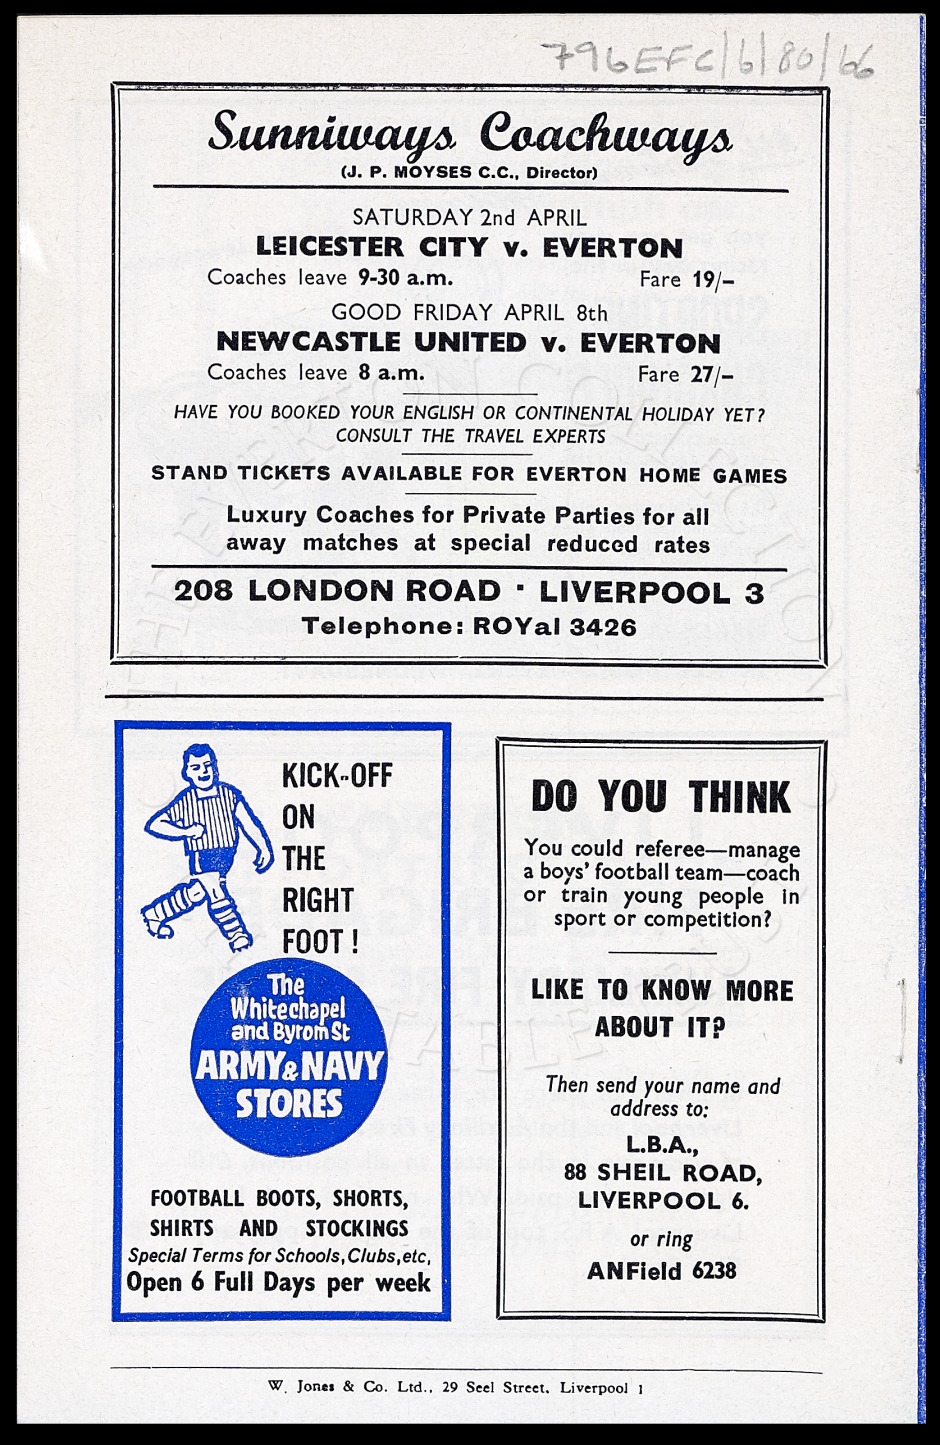 796EFC/6/80/66
Sunniways Coachways
(J. P. MOYSES C.C., Director)
SATURDAY 2nd APRIL
LEICESTER CITY v. EVERTON
Coaches leave 9-30 a.m. Fare 19/–
GOOD FRIDAY APRIL 8th
NEWCASTLE UNITED v. EVERTON
Coaches leave 8 a.m. Fare 27/–
HAVE YOU BOOKED YOUR ENGLISH OR CONTINENTAL HOLIDAY YET?
CONSULT THE TRAVEL EXPERTS
STAND TICKETS AVAILABLE FOR EVERTON HOME GAMES
Luxury Coaches for Private Parties for all
away matches at special reduced rates
208 LONDON ROAD · LIVERPOOL 3
Telephone: ROYal 3426
KICK-OFF
ON
THE
RIGHT
FOOT!
The
Whitechapel
and Byrom St
ARMY & NAVY
STORES
FOOTBALL BOOTS, SHORTS,
SHIRTS AND STOCKINGS
Special Terms for Schools, Clubs, etc,
Open 6 Full Days per week
DO YOU THINK
You could referee—manage
a boys' football team—coach
or train young people in
sport or competition?
LIKE TO KNOW MORE
ABOUT IT?
Then send your name and
address to:
L.B.A.,
88 SHEIL ROAD,
LIVERPOOL 6.
or ring
ANField 6238
W. Jones & Co. Ltd., 29 Seel Street, Liverpool 1
THE EVERTON COLLECTION